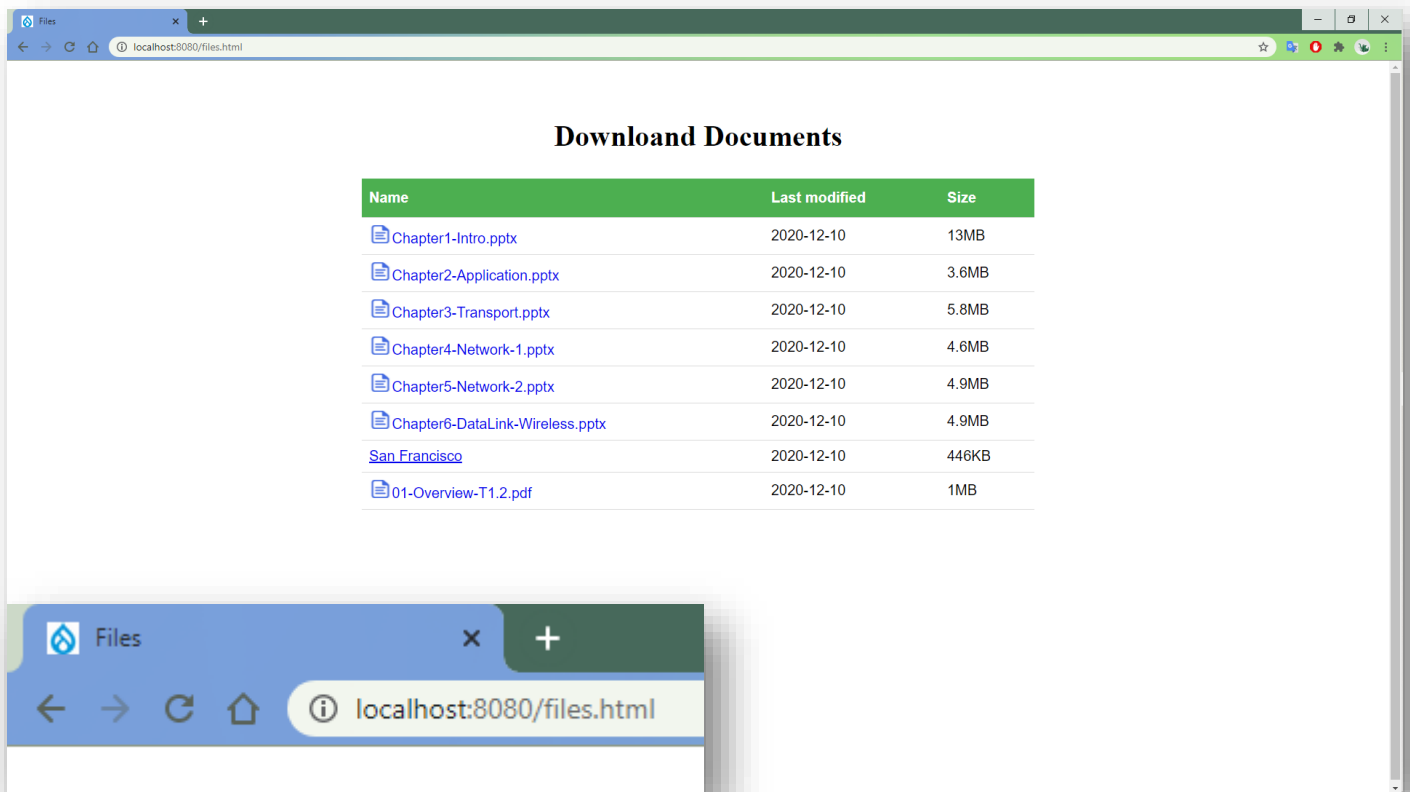 Files
localhost:8080/files.html
Downloand Documents
Name Last modified Size
Chapter1-Intro.pptx 2020-12-10 13MB
Chapter2-Application.pptx 2020-12-10 3.6MB
Chapter3-Transport.pptx 2020-12-10 5.8MB
Chapter4-Network-1.pptx 2020-12-10 4.6MB
Chapter5-Network-2.pptx 2020-12-10 4.9MB
Chapter6-DataLink-Wireless.pptx 2020-12-10 4.9MB
San Francisco 2020-12-10 446KB
01-Overview-T1.2.pdf 2020-12-10 1MB
Files
localhost:8080/files.html